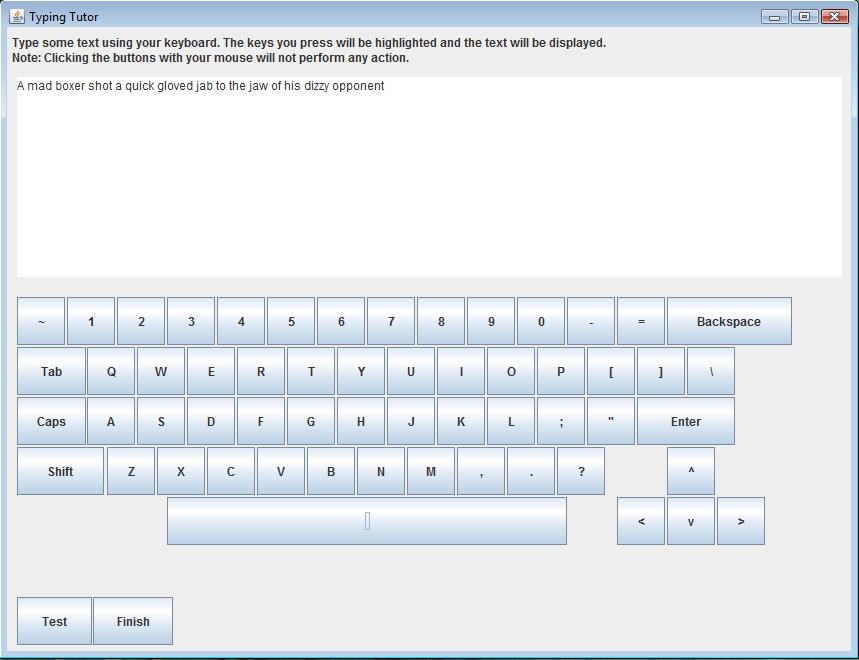 Typing Tutor
Type some text using your keyboard. The keys you press will be highlighted and the text will be displayed.
Note: Clicking the buttons with your mouse will not perform any action.
A mad boxer shot a quick gloved jab to the jaw of his dizzy opponent
~ 1 2 3 4 5 6 7 8 9 0 - = Backspace
Tab Q W E R T Y U I O P [ ] \
Caps A S D F G H J K L ; " Enter
Shift Z X C V B N M , . ? ^
< v >
Test Finish